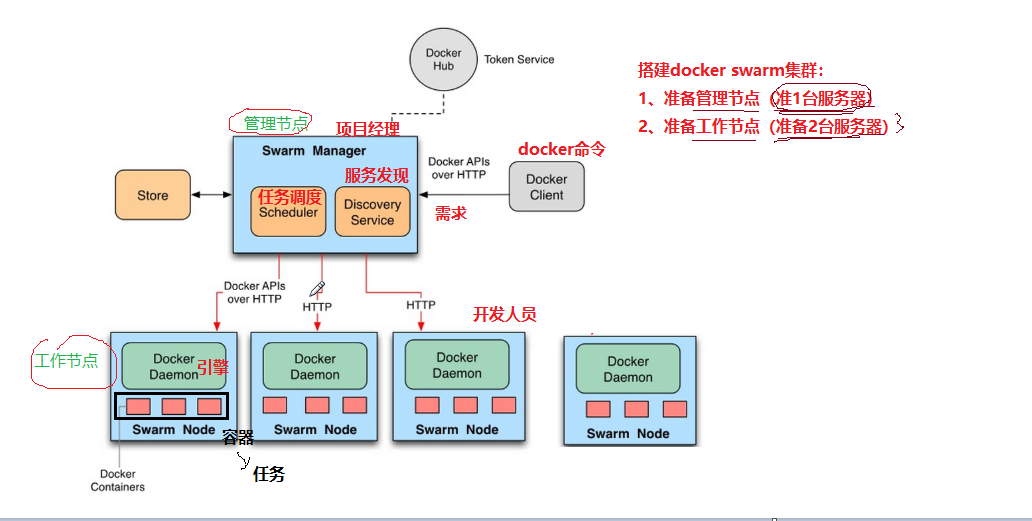 Docker
Hub
Token Service
搭建docker swarm集群:
1、准备管理节点（准1台服务器）
2、准备工作节点（准备2台服务器）
管理节点
项目经理
Swarm Manager
docker命令
Docker APIs
over HTTP
服务发现
Docker
Client
Store
任务调度
Scheduler
Discovery
Service
需求
Docker APIs
over HTTP
HTTP
HTTP
开发人员
工作节点
Docker
Daemon
引擎
Docker
Daemon
Docker
Daemon
Docker
Daemon
Swarm Node
Swarm Node
Swarm Node
Swarm Node
容器
任务
Docker
Containers